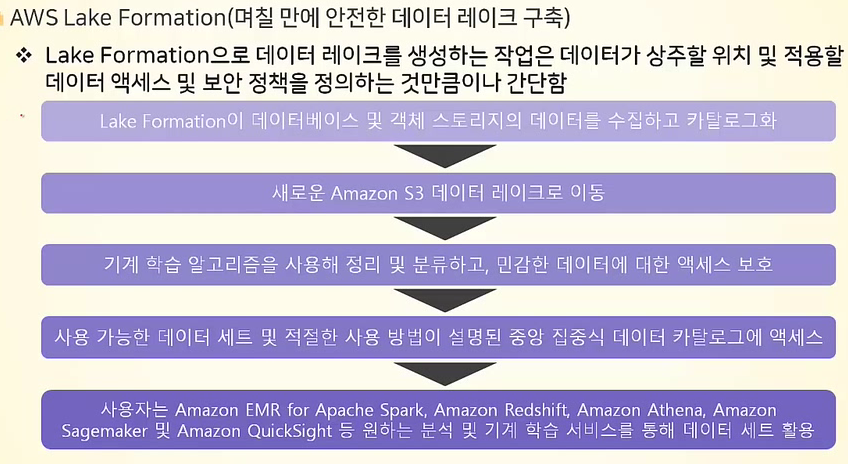 AWS Lake Formation(며칠 만에 안전한 데이터 레이크 구축)
❖ Lake Formation으로 데이터 레이크를 생성하는 작업은 데이터가 상주할 위치 및 적용할
데이터 액세스 및 보안 정책을 정의하는 것만큼이나 간단함
Lake Formation이 데이터베이스 및 객체 스토리지의 데이터를 수집하고 카탈로그화
새로운 Amazon S3 데이터 레이크로 이동
기계 학습 알고리즘을 사용해 정리 및 분류하고, 민감한 데이터에 대한 액세스 보호
사용 가능한 데이터 세트 및 적절한 사용 방법이 설명된 중앙 집중식 데이터 카탈로그에 액세스
사용자는 Amazon EMR for Apache Spark, Amazon Redshift, Amazon Athena, Amazon
Sagemaker 및 Amazon QuickSight 등 원하는 분석 및 기계 학습 서비스를 통해 데이터 세트 활용